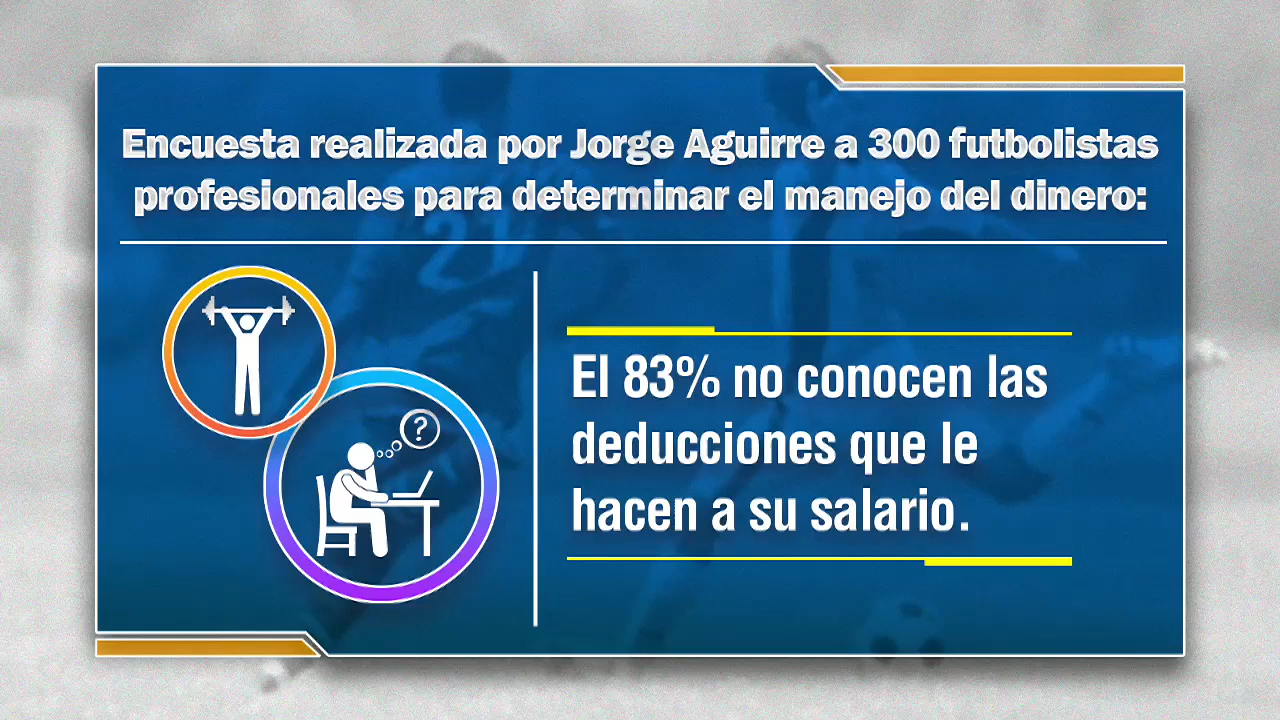 Encuesta realizada por Jorge Aguirre a 300 futbolistas
profesionales para determinar el manejo del dinero:
?
El 83% no conocen las
deducciones que le
hacen a su salario.